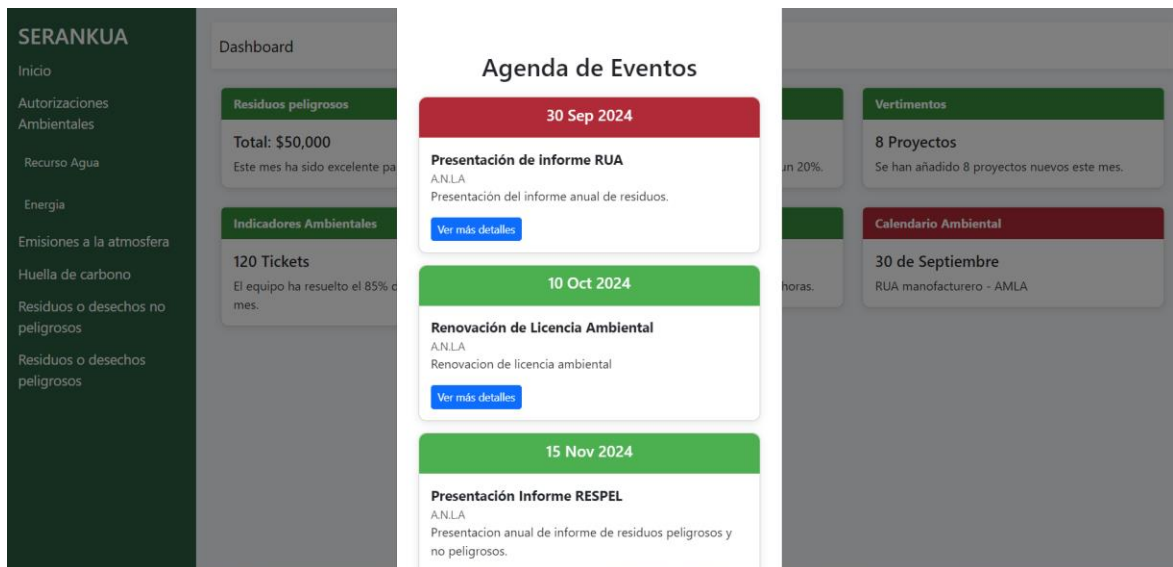 SERANKUA
Inicio
Autorizaciones
Ambientales
Recurso Agua
Energia
Emisiones a la atmosfera
Huella de carbono
Residuos o desechos no
peligrosos
Residuos o desechos
peligrosos
Dashboard
Residuos peligrosos
Total: $50,000
Este mes ha sido excelente pa
un 20%.
Vertimentos
8 Proyectos
Se han añadido 8 proyectos nuevos este mes.
Indicadores Ambientales
120 Tickets
El equipo ha resuelto el 85% d
mes.
horas.
Calendario Ambiental
30 de Septiembre
RUA manofacturero - AMLA
Agenda de Eventos
30 Sep 2024
Presentación de informe RUA
A.N.L.A
Presentación del informe anual de residuos.
Ver más detalles
10 Oct 2024
Renovación de Licencia Ambiental
A.N.L.A
Renovacion de licencia ambiental
Ver más detalles
15 Nov 2024
Presentación Informe RESPEL
A.N.L.A
Presentacion anual de informe de residuos peligrosos y
no peligrosos.